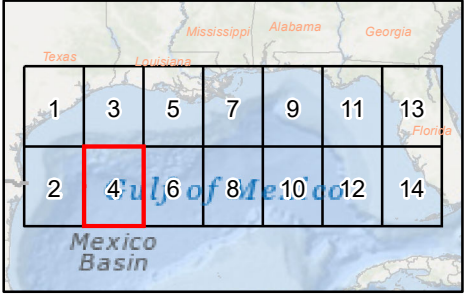 Mississippi Alabama Georgia
Texas Louisiana
1 3 5 7 9 11 13
Florida
2 4 6 8 10 12 14
Gulf of Mexico
Mexico
Basin